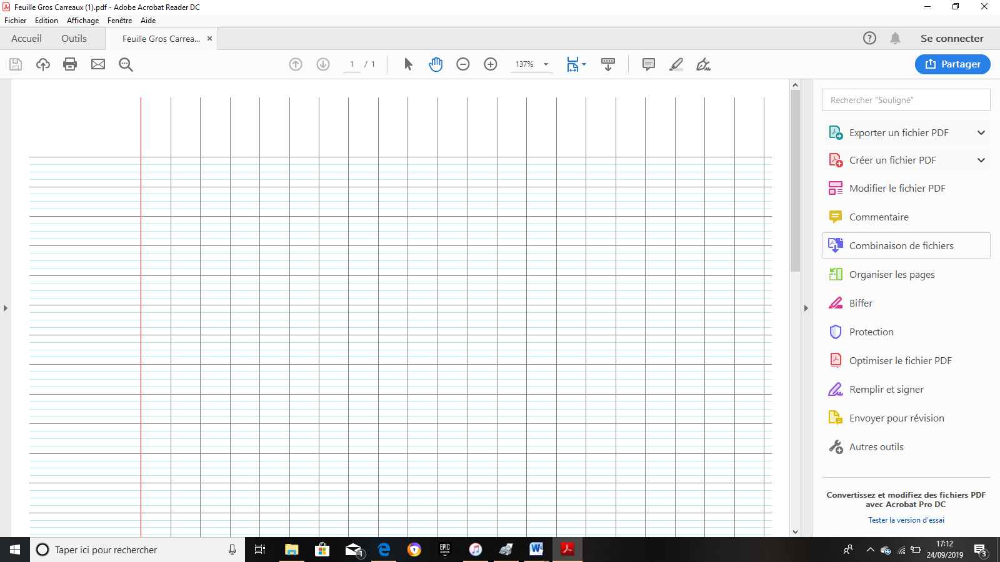 Feuille Gros Carreaux (1).pdf - Adobe Acrobat Reader DC
Fichier Edition Affichage Fenêtre Aide
Accueil Outils Feuille Gros Carrea... × ? Se connecter
1 / 1 137% Partager
Rechercher "Souligné"
Exporter un fichier PDF
Créer un fichier PDF
Modifier le fichier PDF
Commentaire
Combinaison de fichiers
Organiser les pages
Biffer
Protection
Optimiser le fichier PDF
Remplir et signer
Envoyer pour révision
Autres outils
Convertissez et modifiez des fichiers PDF
avec Acrobat Pro DC
Tester la version d'essai
Taper ici pour rechercher
1
EPIC
GAMES
W
17:12
24/09/2019
3